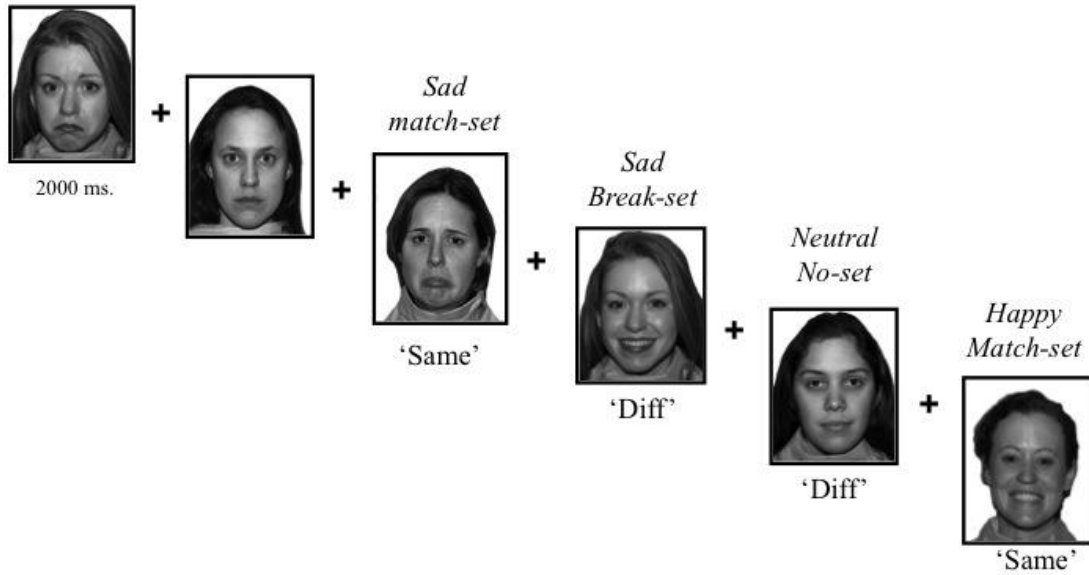 2000 ms.
+
Sad
match-set
+
‘Same’
Sad
Break-set
+
‘Diff’
Neutral
No-set
+
‘Diff’
Happy
Match-set
+
‘Same’